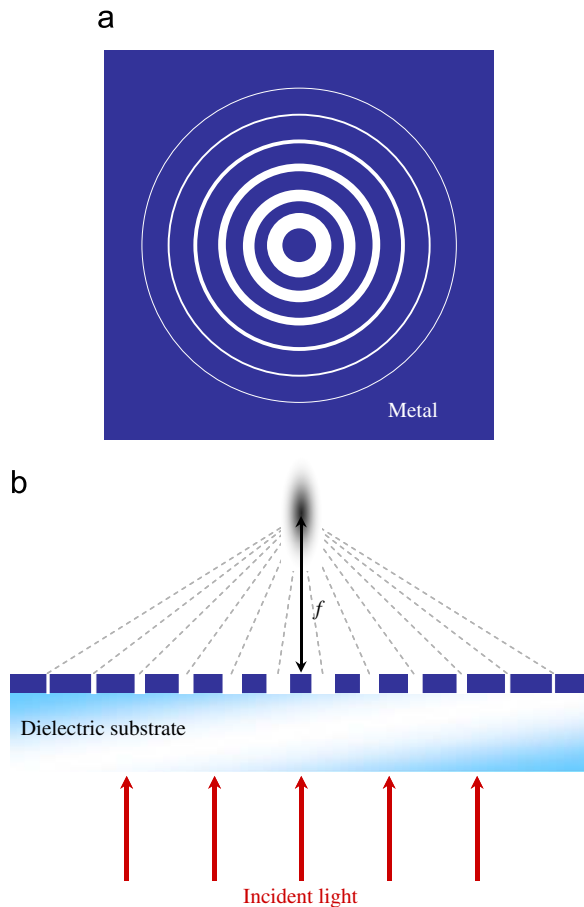 a
Metal
b
f
Dielectric substrate
Incident light